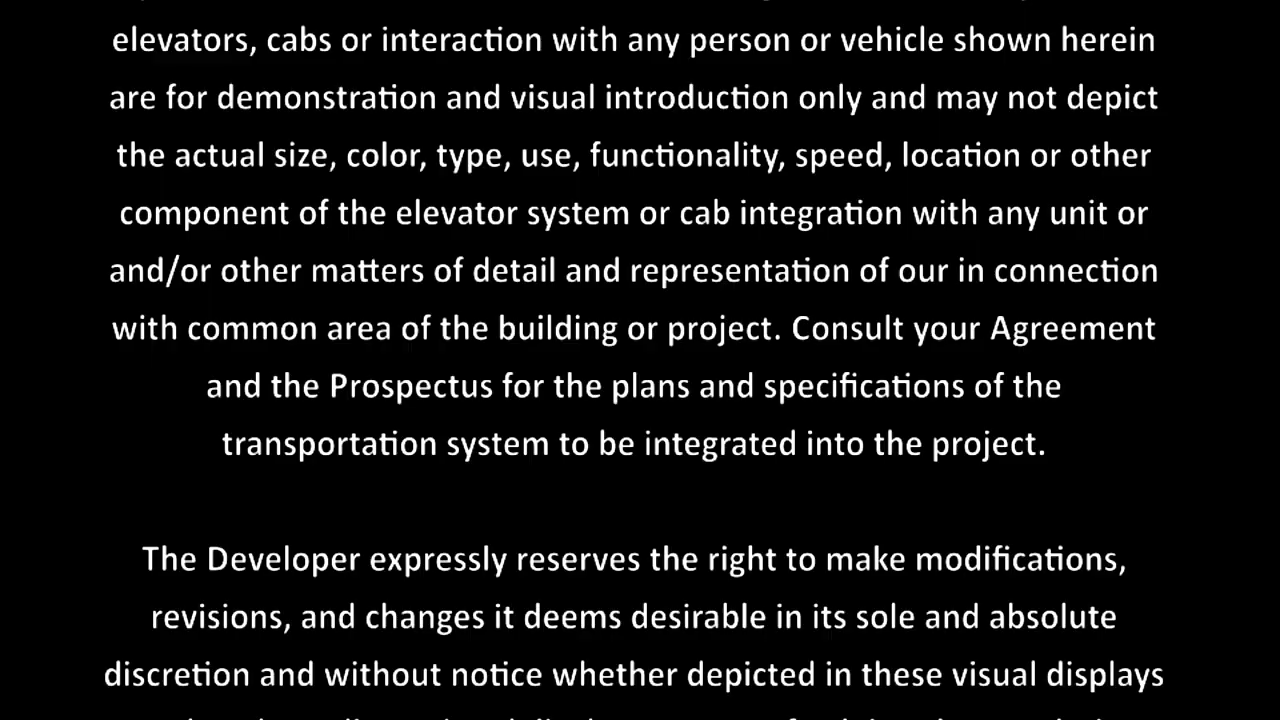 elevators, cabs or interaction with any person or vehicle shown herein
are for demonstration and visual introduction only and may not depict
the actual size, color, type, use, functionality, speed, location or other
component of the elevator system or cab integration with any unit or
and/or other matters of detail and representation of our in connection
with common area of the building or project. Consult your Agreement
and the Prospectus for the plans and specifications of the
transportation system to be integrated into the project.
The Developer expressly reserves the right to make modifications,
revisions, and changes it deems desirable in its sole and absolute
discretion and without notice whether depicted in these visual displays